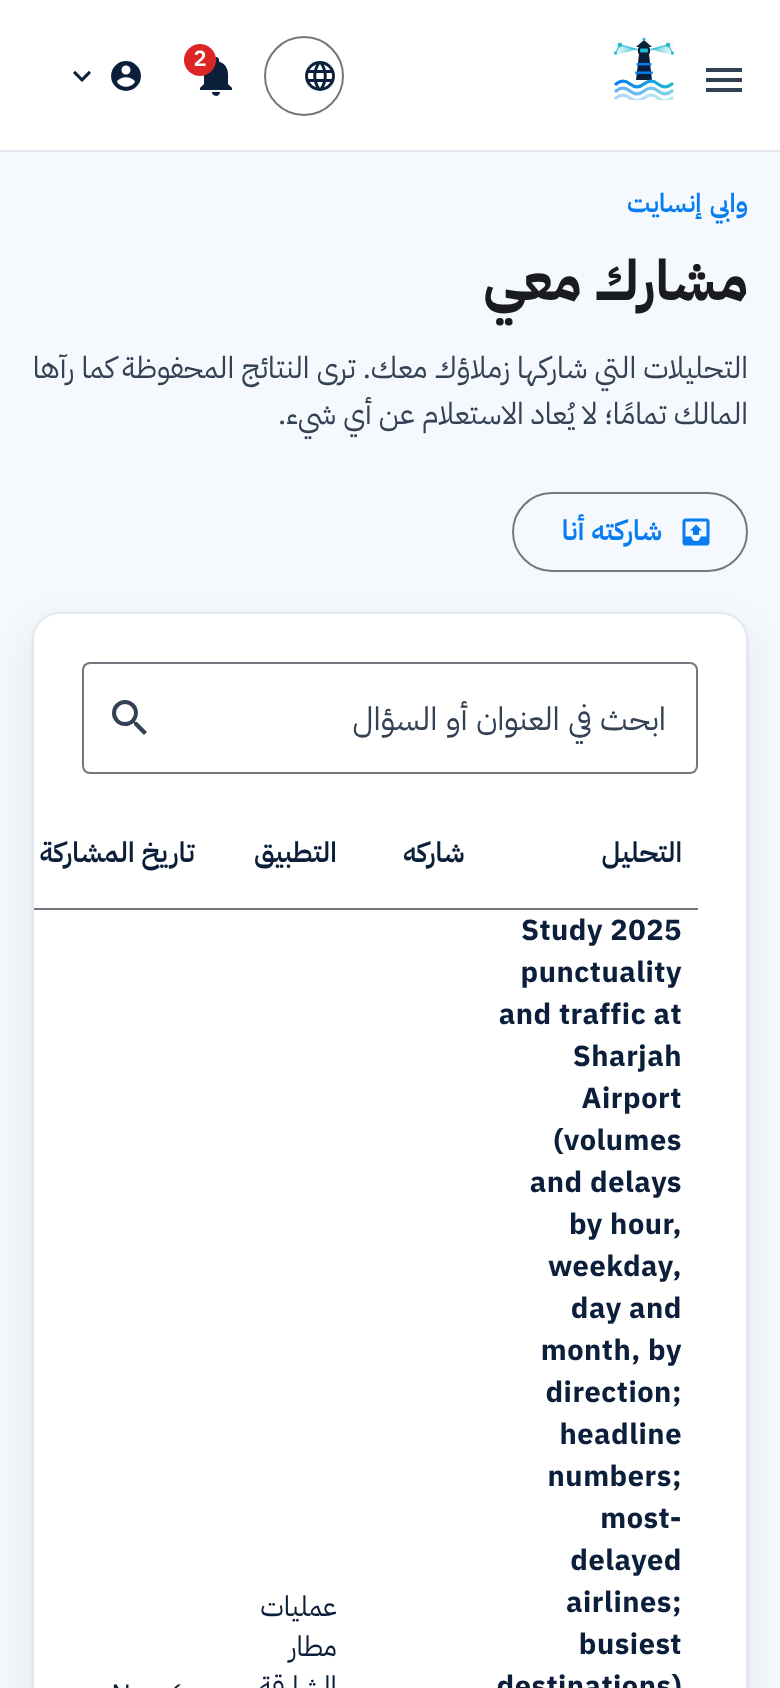 2
وابي إنسايت
مشارك معي
التحليلات التي شاركها زملاؤك معك. ترى النتائج المحفوظة كما رآها
المالك تمامًا؛ لا يُعاد الاستعلام عن أي شيء.
شاركته أنا
ابحث في العنوان أو السؤال
التحليل شاركه التطبيق تاريخ المشاركة
Study 2025
punctuality
and traffic at
Sharjah
Airport
(volumes
and delays
by hour,
weekday,
day and
month, by
direction;
headline
numbers;
most-
delayed
airlines;
busiest
destinations)
عمليات
مطار
الشارقة